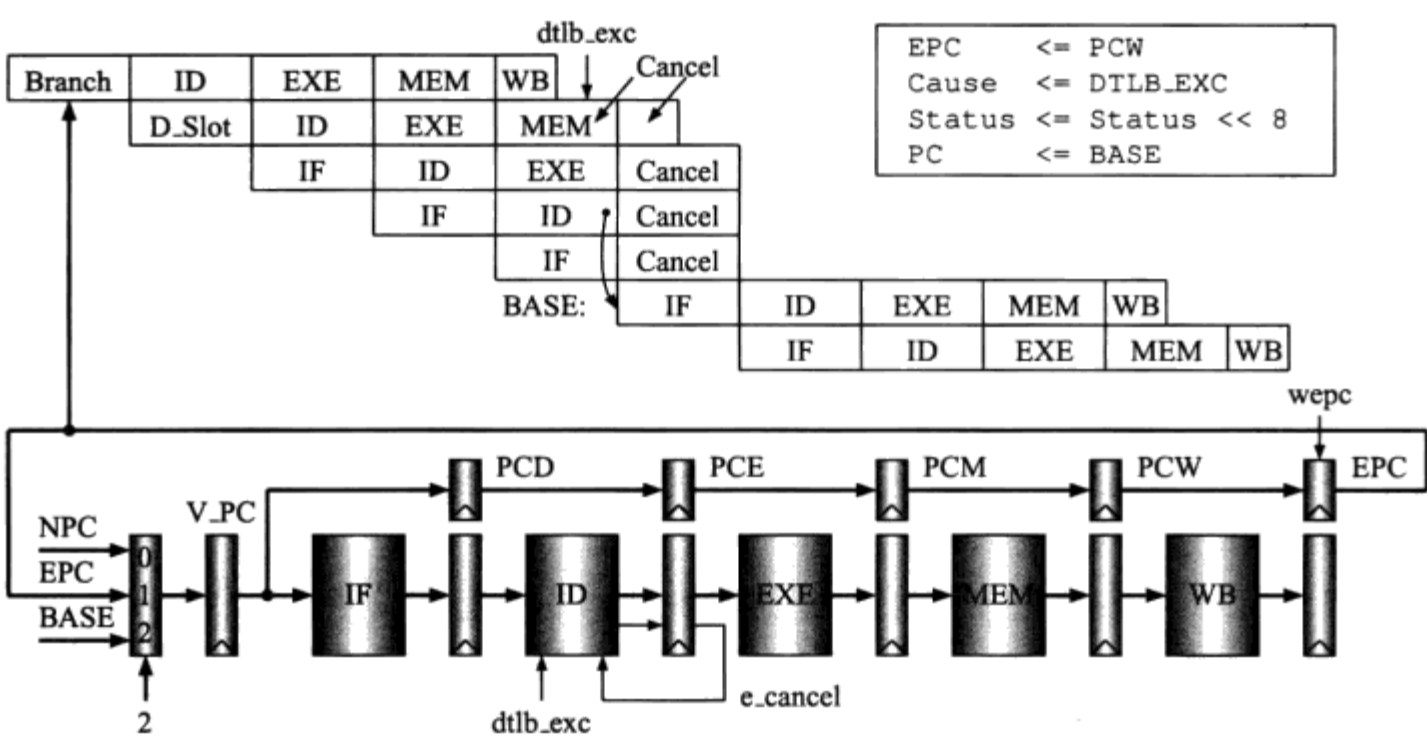 dtlb_exc
Cancel
Branch ID EXE MEM WB
D_Slot ID EXE MEM
IF ID EXE Cancel
IF ID Cancel
IF Cancel
BASE: IF ID EXE MEM WB
IF ID EXE MEM WB
EPC <= PCW
Cause <= DTLB_EXC
Status <= Status << 8
PC <= BASE
wepc
PCD PCE PCM PCW EPC
V_PC
NPC
EPC
BASE
0
1
2
IF ID EXE MEM WB
e_cancel
2
dtlb_exc